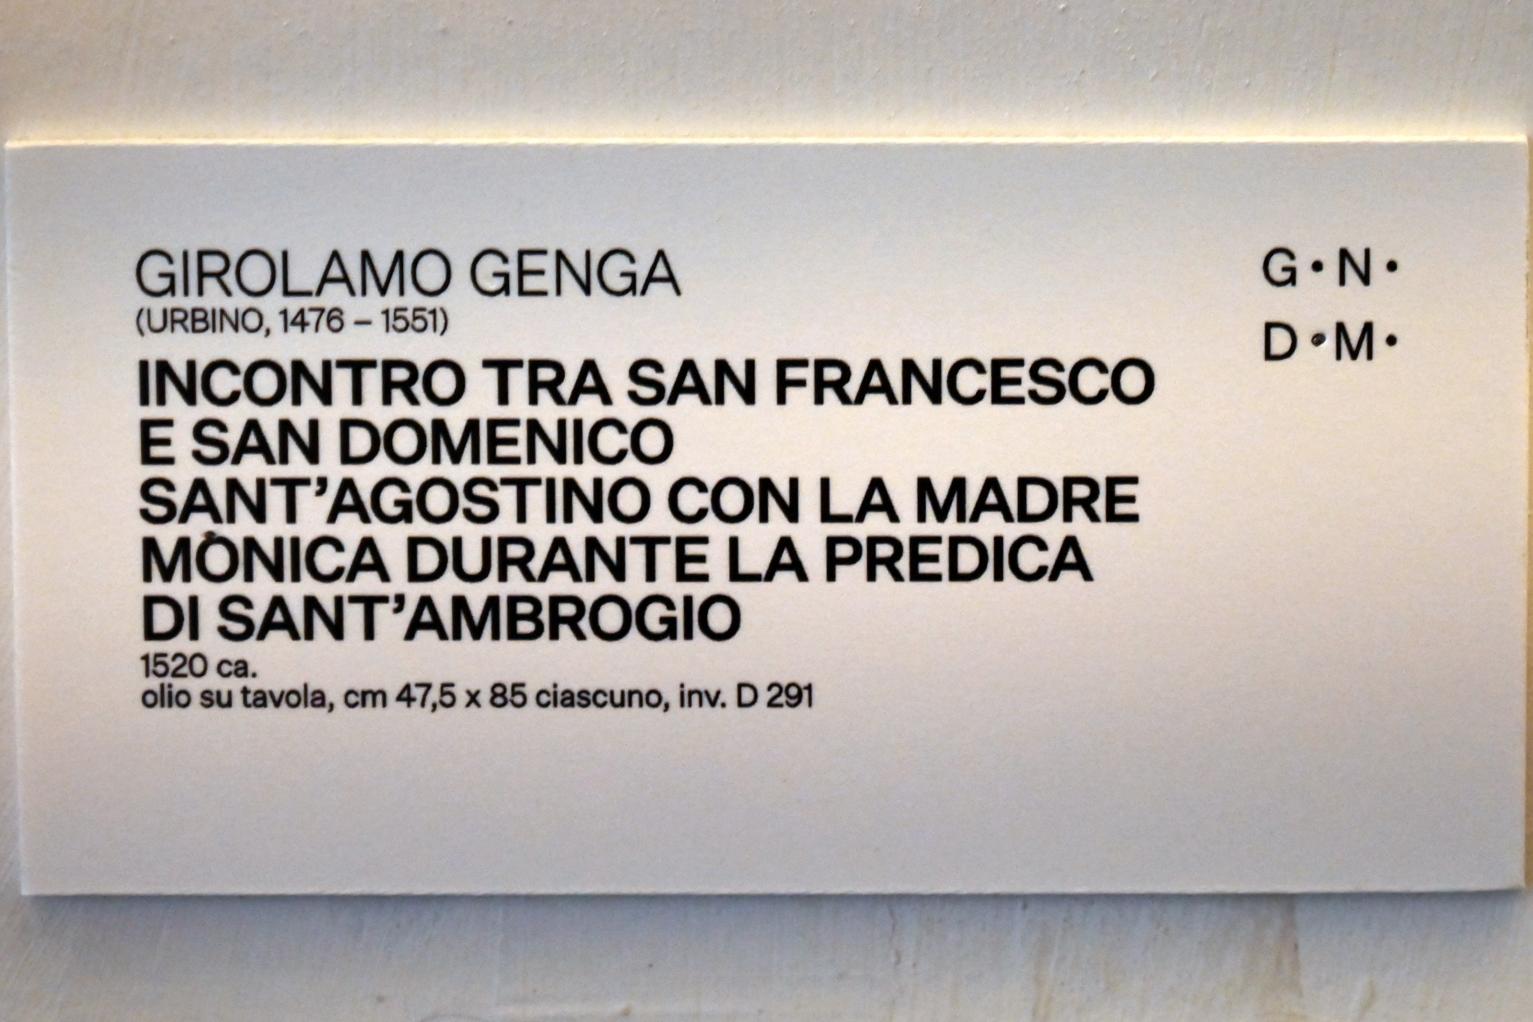 GIROLAMO GENGA
(URBINO, 1476 – 1551)
INCONTRO TRA SAN FRANCESCO
E SAN DOMENICO
SANT’AGOSTINO CON LA MADRE
MONICA DURANTE LA PREDICA
DI SANT’AMBROGIO
1520 ca.
olio su tavola, cm 47,5 x 85 ciascuno, inv. D 291
G·N·
D·M·